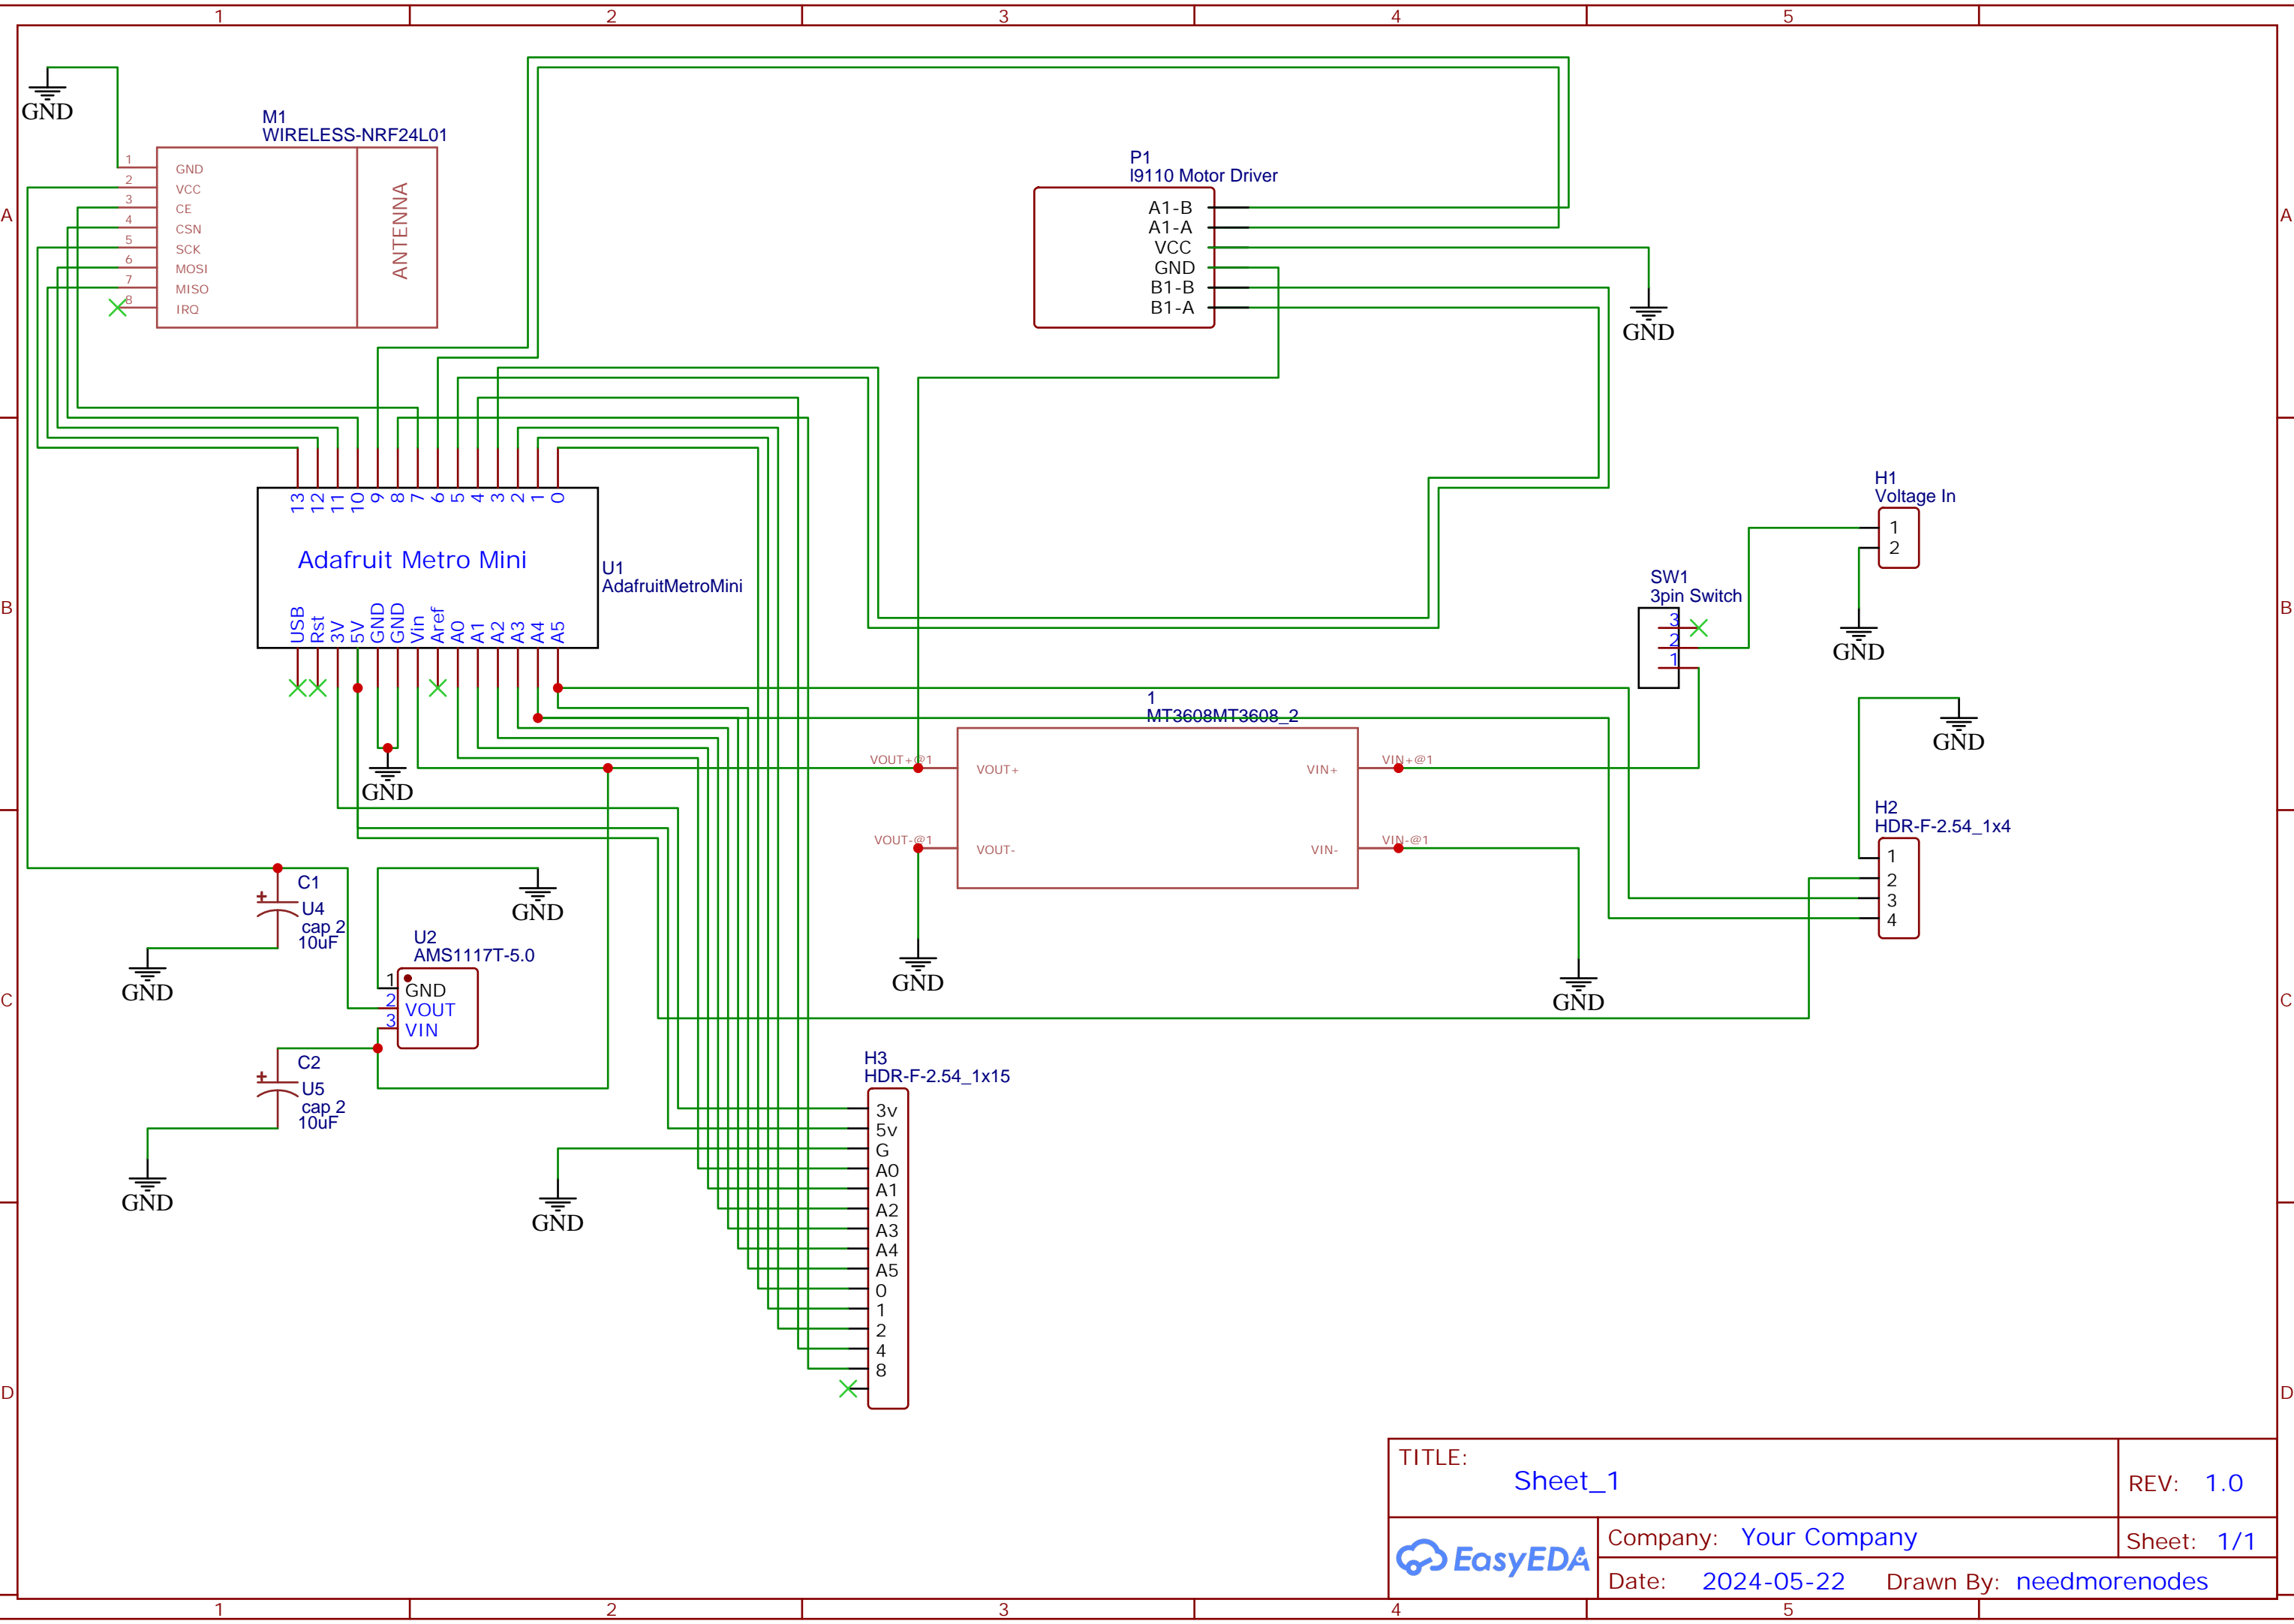 1 2 3 4 5
A A
B B
C C
D D
1 2 3 4 5
GND
M1
WIRELESS-NRF24L01
1 GND
2 VCC
3 CE
4 CSN
5 SCK
6 MOSI
7 MISO
8 IRQ
ANTENNA
P1
l9110 Motor Driver
A1-B
A1-A
VCC
GND
B1-B
B1-A
GND
13 12 11 10 9 8 7 6 5 4 3 2 1 0
Adafruit Metro Mini
U1
AdafruitMetroMini
USB Rst 3V 5V GND GND Vin Aref A0 A1 A2 A3 A4 A5
GND
H1
Voltage In
1
2
GND
SW1
3pin Switch
3
2
1
1
MT3608MT3608_2
VOUT+@1 VOUT+ VIN+ VIN+@1
VOUT-@1 VOUT- VIN- VIN-@1
GND
GND
GND
H2
HDR-F-2.54_1x4
1
2
3
4
C1
U4
cap 2
10uF
GND
GND
U2
AMS1117T-5.0
1 GND
2 VOUT
3 VIN
C2
U5
cap 2
10uF
GND
H3
HDR-F-2.54_1x15
3v
5v
G
A0
A1
A2
A3
A4
A5
0
1
2
4
8
GND
TITLE:
Sheet_1
REV: 1.0
EasyEDA
Company: Your Company
Sheet: 1/1
Date: 2024-05-22 Drawn By: needmorenodes